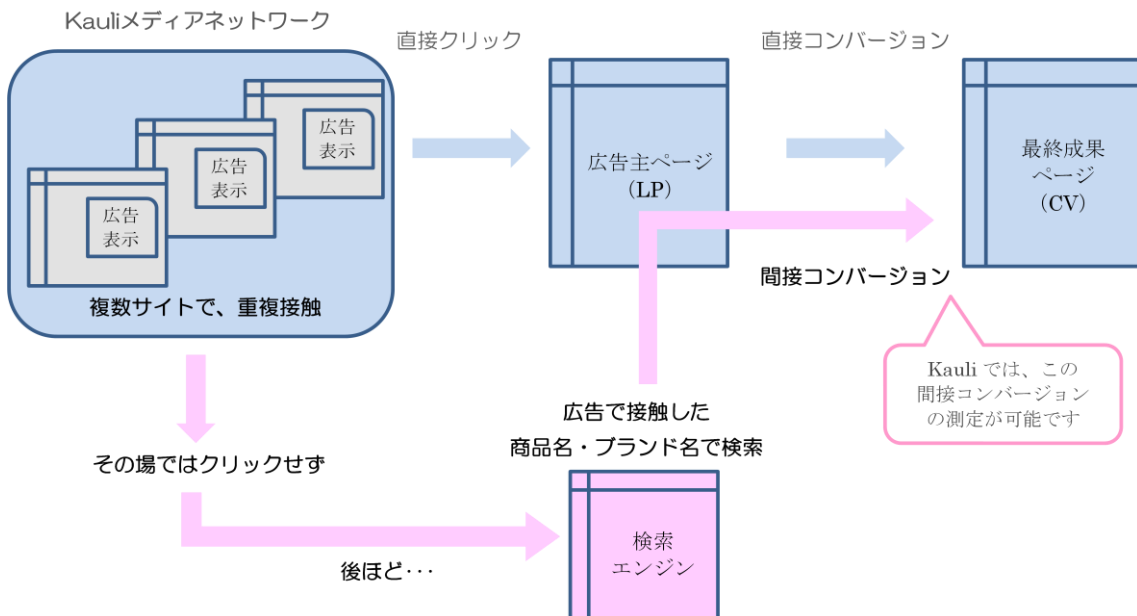 Kauliメディアネットワーク
直接クリック
直接コンバージョン
広告
表示
広告
表示
広告
表示
複数サイトで、重複接触
広告主ページ
(LP)
最終成果
ページ
(CV)
間接コンバージョン
Kauli では、この
間接コンバージョン
の測定が可能です
その場ではクリックせず
広告で接触した
商品名・ブランド名で検索
後ほど･･･
検索
エンジン